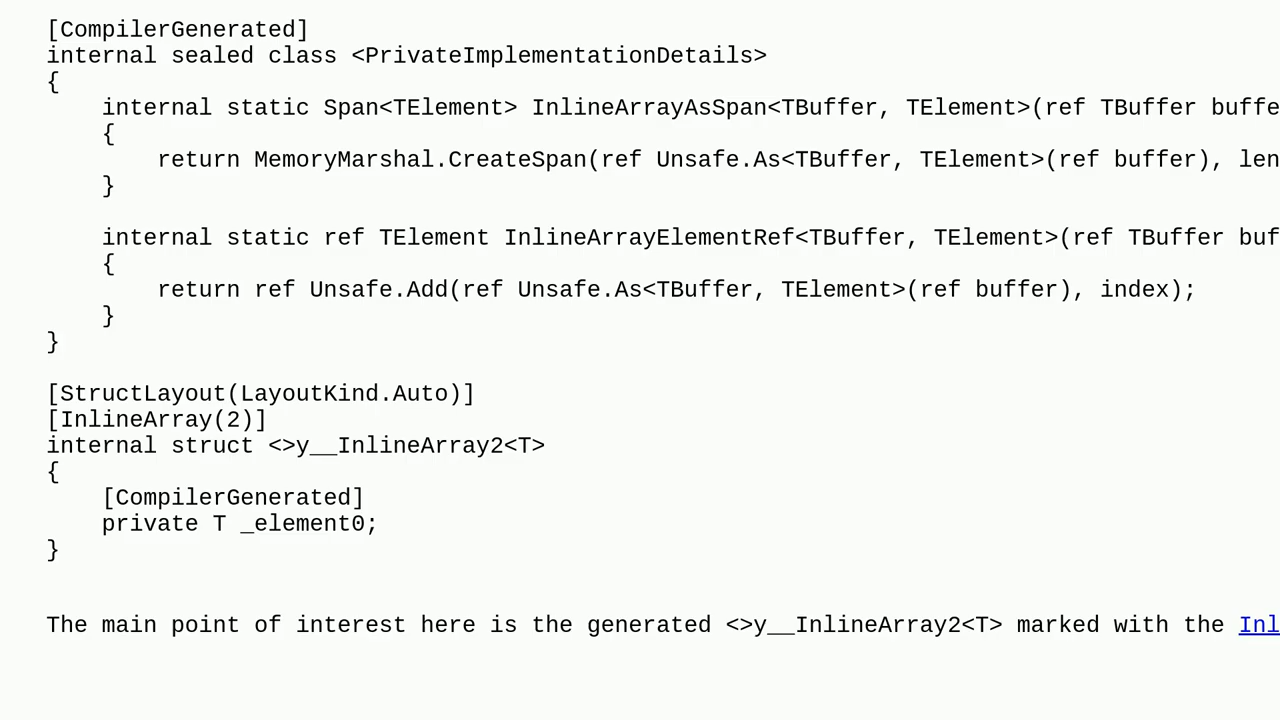 [CompilerGenerated]
internal sealed class <PrivateImplementationDetails>
{
    internal static Span<TElement> InlineArrayAsSpan<TBuffer, TElement>(ref TBuffer buffe
    {
        return MemoryMarshal.CreateSpan(ref Unsafe.As<TBuffer, TElement>(ref buffer), len
    }

    internal static ref TElement InlineArrayElementRef<TBuffer, TElement>(ref TBuffer buf
    {
        return ref Unsafe.Add(ref Unsafe.As<TBuffer, TElement>(ref buffer), index);
    }
}

[StructLayout(LayoutKind.Auto)]
[InlineArray(2)]
internal struct <>y__InlineArray2<T>
{
    [CompilerGenerated]
    private T _element0;
}

The main point of interest here is the generated <>y__InlineArray2<T> marked with the Inl